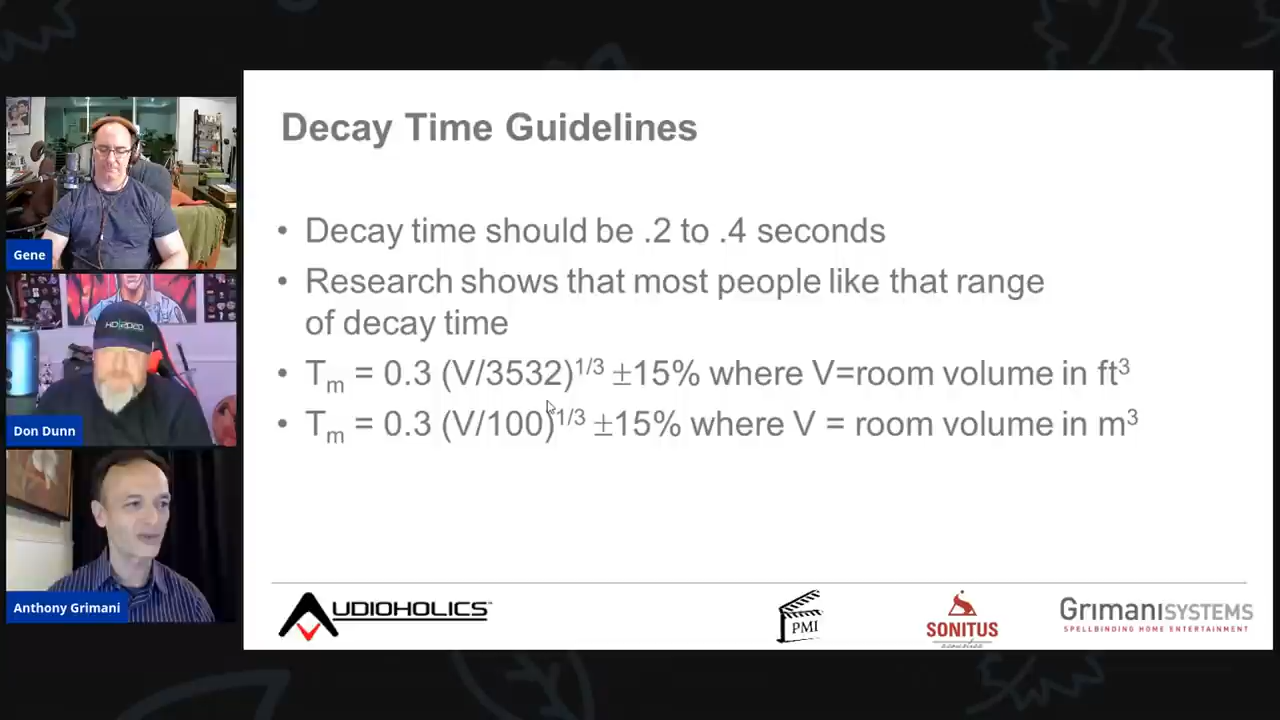 Decay Time Guidelines
• Decay time should be .2 to .4 seconds
• Research shows that most people like that range
of decay time
• Tm = 0.3 (V/3532)1/3 ±15% where V=room volume in ft3
• Tm = 0.3 (V/100)1/3 ±15% where V = room volume in m3
Gene
HD2020
Don Dunn
Anthony Grimani
AUDIOHOLICS
PMI
SONITUS
acoustics
GRIMANISYSTEMS
SPELLBINDING HOME ENTERTAINMENT